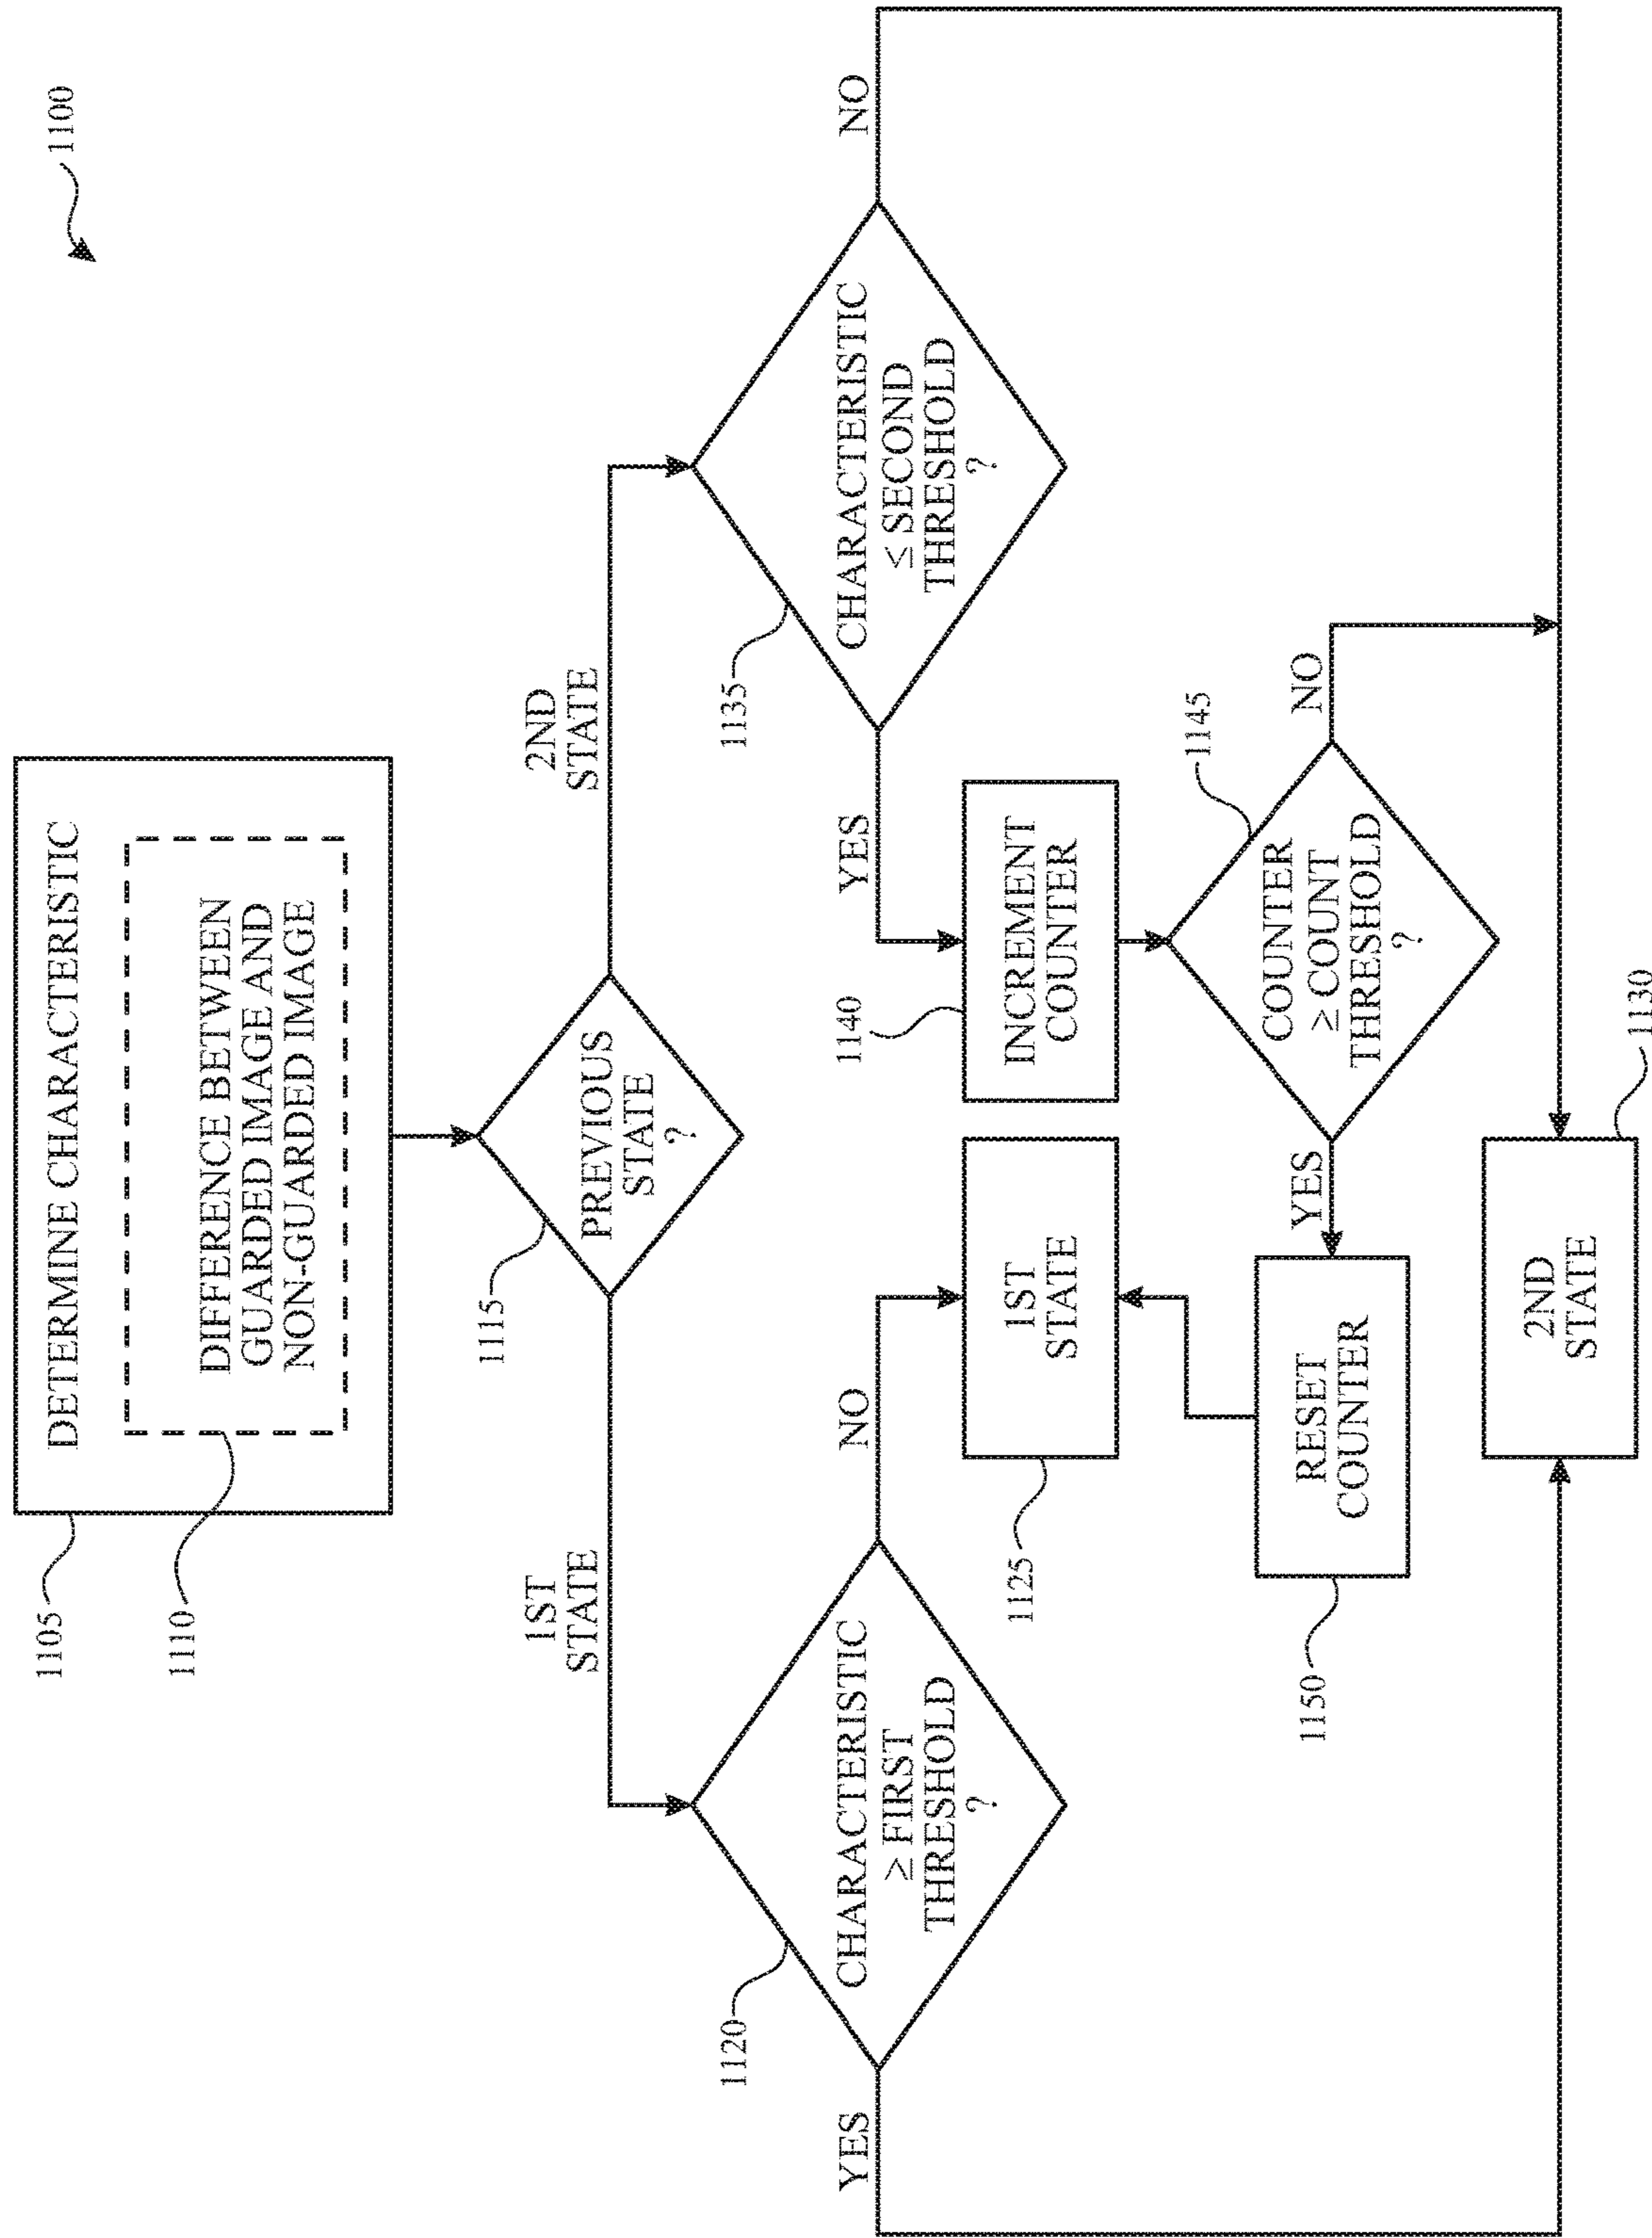 1100
1105
DETERMINE CHARACTERISTIC
1110
DIFFERENCE BETWEEN
GUARDED IMAGE AND
NON-GUARDED IMAGE
1115
PREVIOUS
STATE
?
1ST
STATE
2ND
STATE
1120
CHARACTERISTIC
≥ FIRST
THRESHOLD
?
YES
NO
1135
CHARACTERISTIC
≤ SECOND
THRESHOLD
?
YES
NO
1125
1ST
STATE
1140
INCREMENT
COUNTER
1145
COUNTER
≥ COUNT
THRESHOLD
?
YES
NO
1150
RESET
COUNTER
2ND
STATE
1130